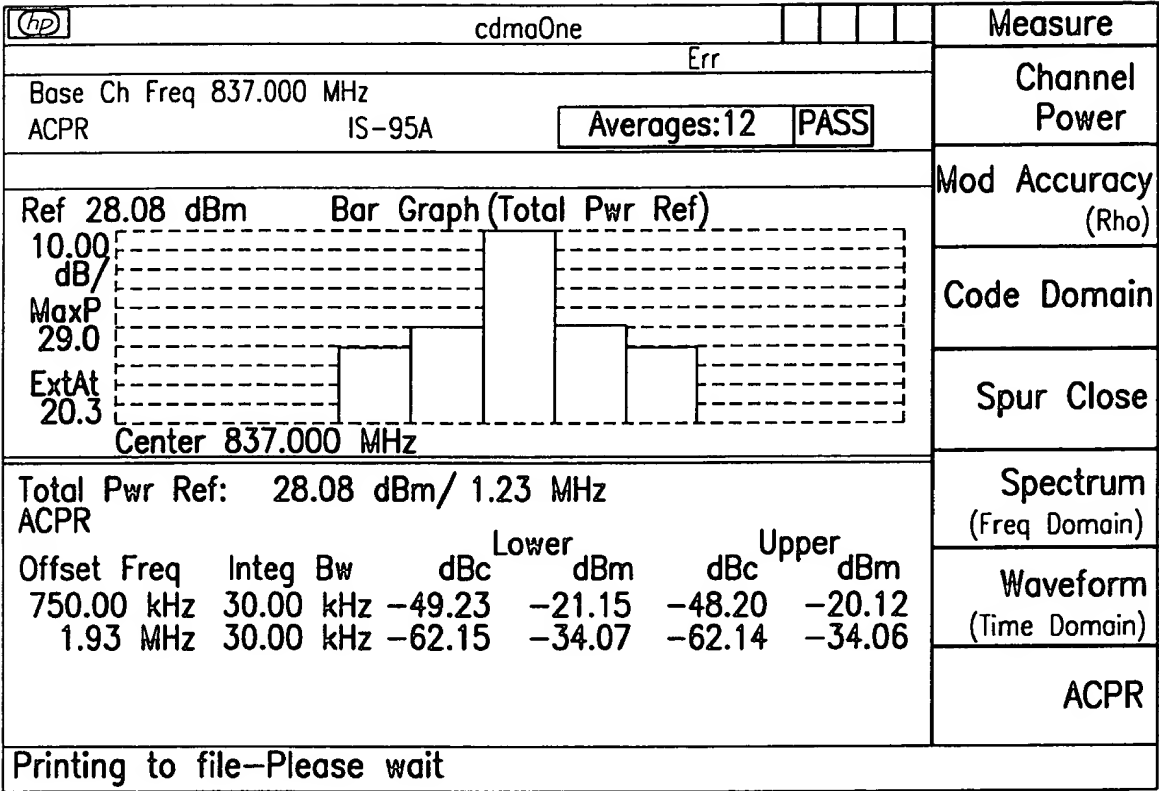 hp cdmaOne
Err
Base Ch Freq 837.000 MHz
ACPR IS-95A Averages:12 PASS
Ref 28.08 dBm Bar Graph (Total Pwr Ref)
10.00
dB/
MaxP
29.0
ExtAt
20.3
Center 837.000 MHz
Total Pwr Ref: 28.08 dBm/ 1.23 MHz
ACPR
Lower Upper
Offset Freq Integ Bw dBc dBm dBc dBm
750.00 kHz 30.00 kHz -49.23 -21.15 -48.20 -20.12
1.93 MHz 30.00 kHz -62.15 -34.07 -62.14 -34.06
Printing to file-Please wait
Measure
Channel
Power
Mod Accuracy
(Rho)
Code Domain
Spur Close
Spectrum
(Freq Domain)
Waveform
(Time Domain)
ACPR